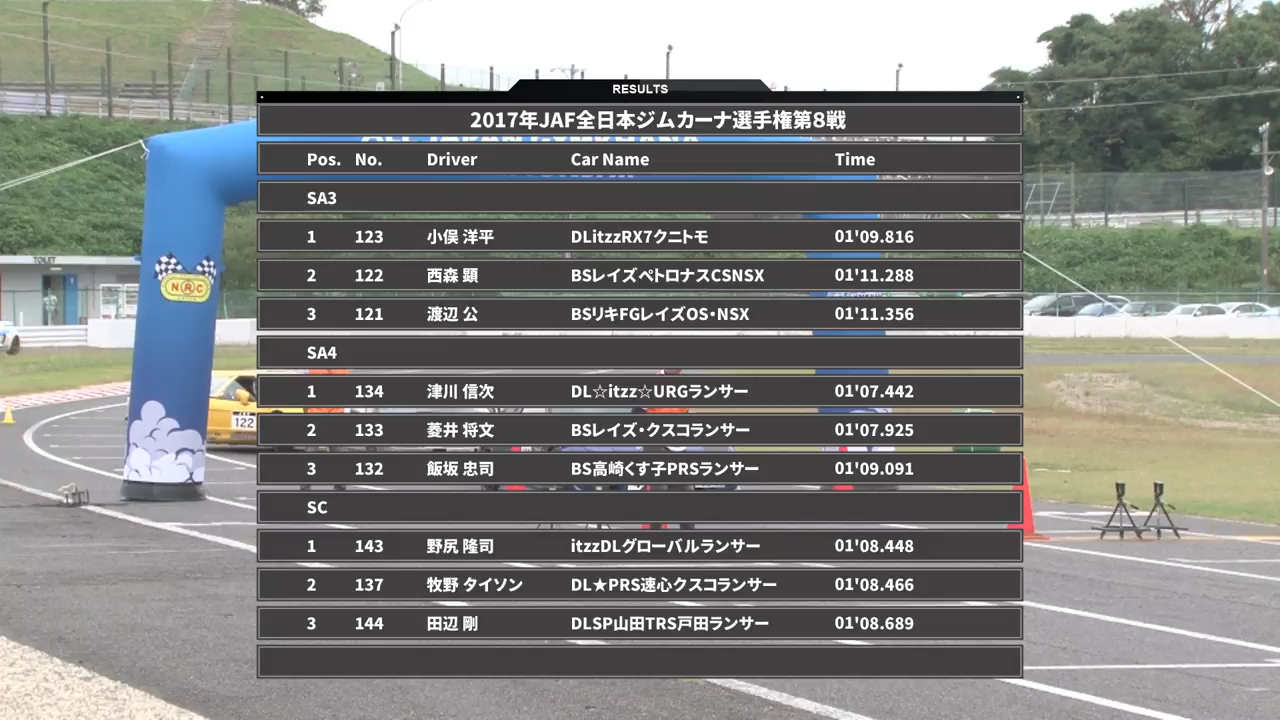 RESULTS
2017年JAF全日本ジムカーナ選手権第8戦
Pos. No. Driver Car Name Time
SA3
1 123 小俣 洋平 DLitzzRX7クニトモ 01'09.816
2 122 西森 顕 BSレイズペトロナスCSNSX 01'11.288
3 121 渡辺 公 BSリキFGレイズOS・NSX 01'11.356
SA4
1 134 津川 信次 DL☆itzz☆URGランサー 01'07.442
2 133 菱井 将文 BSレイズ・クスコランサー 01'07.925
3 132 飯坂 忠司 BS高崎くす子PRSランサー 01'09.091
SC
1 143 野尻 隆司 itzzDLグローバルランサー 01'08.448
2 137 牧野 タイソン DL★PRS速心クスコランサー 01'08.466
3 144 田辺 剛 DLSP山田TRS戸田ランサー 01'08.689
TOILET
NRC
122